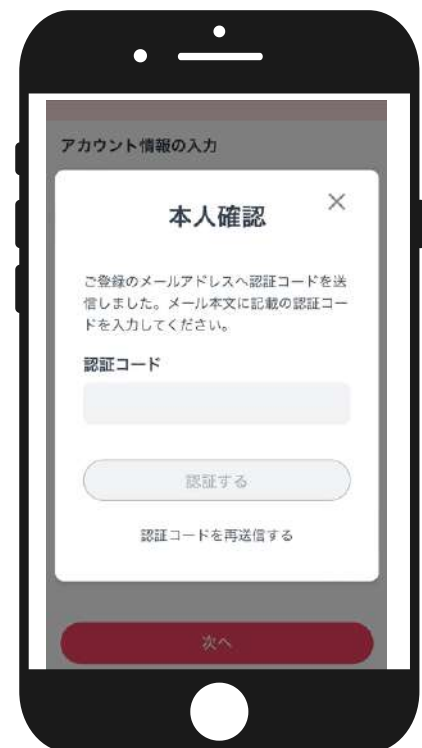 アカウント情報の入力
本人確認
ご登録のメールアドレスへ認証コードを送
信しました。メール本文に記載の認証コー
ドを入力してください。
認証コード
認証する
認証コードを再送信する
次へ